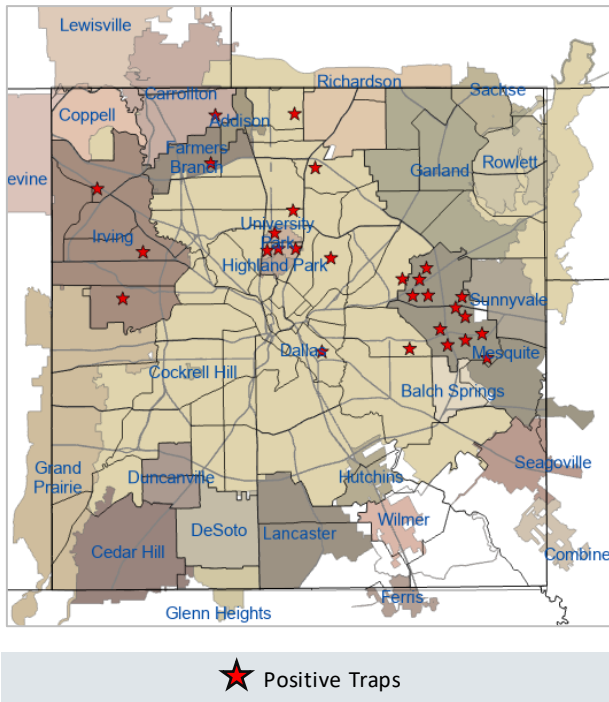 Lewisville
Carrollton
Richardson
Sachse
Coppell
Addison
Farmers
Branch
Garland
Rowlett
evine
Irving
University
Park
Highland Park
Sunnyvale
Dallas
Mesquite
Cockrell Hill
Balch Springs
Grand
Prairie
Duncanville
Hutchins
Seagoville
DeSoto
Lancaster
Wilmer
Cedar Hill
Combine
Ferris
Glenn Heights
Positive Traps